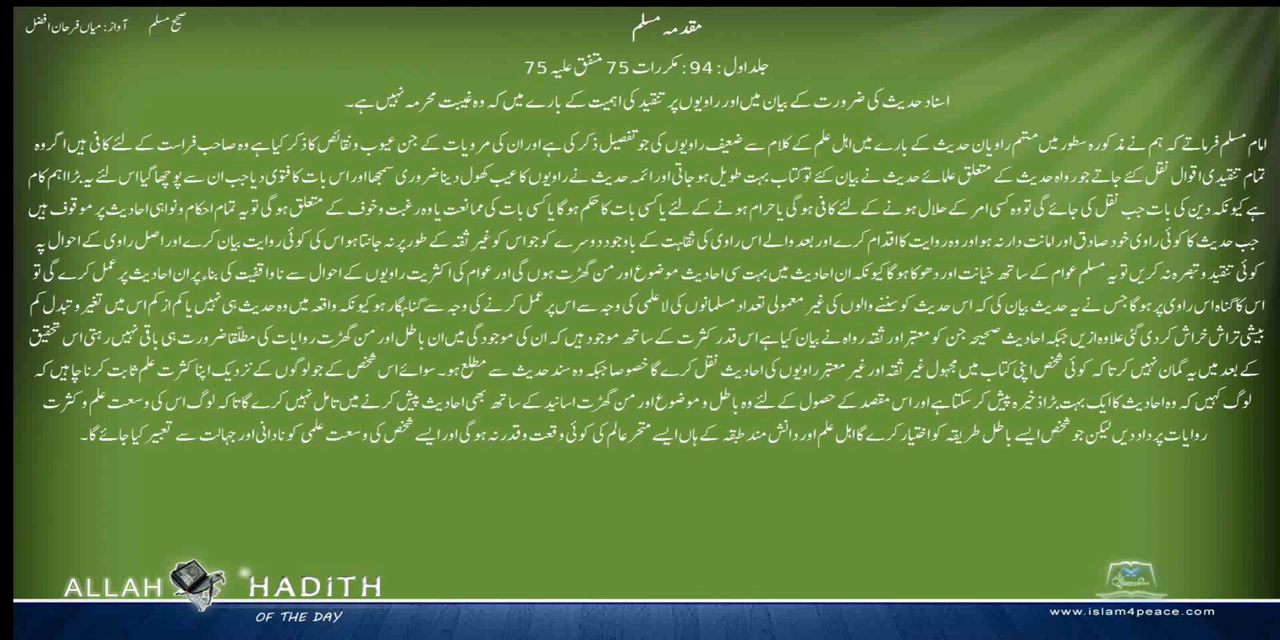 صحیح مسلم آواز: میاں فرحان افضل
مقدمہ مسلم
جلد اول : 94 : مکررات 75 متفق علیہ 75
اسناد حدیث کی ضرورت کے بیان میں اور راویوں پر تنقید کی اہمیت کے بارے میں کہ وہ غیبت محرمہ نہیں ہے۔
امام مسلم فرماتے کہ ہم نے مذکورہ سطور میں متہم راویان حدیث کے بارے میں اہل علم کے کلام سے ضعیف راویوں کی جو تفصیل ذکر کی ہے اور ان کی مرویات کے جن عیوب و نقائص کا ذکر کیا ہے وہ صاحب فراست کے لئے کافی ہیں اگر وہ
تمام تنقیدی اقوال نقل کئے جاتے جو رواہ حدیث کے متعلق علمائے حدیث نے بیان کئے تو کتاب بہت طویل ہو جاتی اور ائمہ حدیث نے راویوں کا عیب کھول دینا ضروری سمجھا اور اس بات کا فتوی دیا جب ان سے پوچھا گیا اس لئے یہ بڑا اہم کام
ہے کیونکہ دین کی بات جب نقل کی جائے گی تو وہ کسی امر کے حلال ہونے کے لئے کافی ہوگی یا حرام ہونے کے لئے یا کسی بات کا حکم ہوگا یا کسی بات کی ممانعت یا وہ رغبت و خوف کے متعلق ہوگی تو یہ تمام احکام و نواہی احادیث پر موقوف ہیں
جب حدیث کا کوئی راوی خود صادق اور امانت دار نہ ہو اور وہ روایت کا اقدام کرے اور بعد والے اس راوی کی ثقاہت کے باوجود دوسرے کو جو اس کو غیر ثقہ کے طور پر نہ جانتا ہو اس کی کوئی روایت بیان کرے اور اصل راوی کے احوال پہ
کوئی تنقید و تبصرہ نہ کریں تو یہ مسلم عوام کے ساتھ خیانت اور دھوکا ہوگا کیونکہ ان احادیث میں بہت سی احادیث موضوع اور من گھڑت ہوں گی اور عوام کی اکثریت راویوں کے احوال سے ناواقفیت کی بناء پر ان احادیث پر عمل کرے گی تو
اس کا گناہ اس راوی پر ہوگا جس نے یہ حدیث بیان کی کہ اس حدیث کو سننے والوں کی غیر معمولی تعداد مسلمانوں کی لاعلمی کی وجہ سے اس پر عمل کرنے کی وجہ سے گناہگار ہو کیونکہ واقعہ میں وہ حدیث ہی نہیں یا کم از کم اس میں تغیر و تبدل کم
بیشی تراش خراش کر دی گئی علاوہ ازیں جبکہ احادیث صحیحہ جن کو معتبر اور ثقہ رواہ نے بیان کیا ہے اس قدر کثرت کے ساتھ موجود ہیں کہ ان کی موجودگی میں ان باطل اور من گھڑت روایات کی مطلقا ضرورت ہی باقی نہیں رہتی اس تحقیق
کے بعد میں یہ گمان نہیں کرتا کہ کوئی شخص اپنی کتاب میں مجہول غیر ثقہ اور غیر معتبر راویوں کی احادیث نقل کرے گا خصوصا جبکہ وہ سند حدیث سے مطلع ہو۔ سوائے اس شخص کے جو لوگوں کے نزدیک اپنا کثرت علم ثابت کرنا چاہیں کہ
لوگ کہیں کہ وہ احادیث کا ایک بہت بڑا ذخیرہ پیش کر سکتا ہے اور اس مقصد کے حصول کے لئے وہ باطل و موضوع اور من گھڑت اسانید کے ساتھ بھی احادیث پیش کرنے میں تامل نہیں کرے گا تاکہ لوگ اس کی وسعت علم و کثرت
روایات پر داد دیں لیکن جو شخص ایسے باطل طریقہ کو اختیار کرے گا اہل علم اور دانش مند طبقہ کے ہاں ایسے متحر عالم کی کوئی وقعت و قدر نہ ہوگی اور ایسے شخص کی وسعت علمی کو نادانی اور جہالت سے تعبیر کیا جائے گا۔
ALLAH HADITH
OF THE DAY
www.islam4peace.com